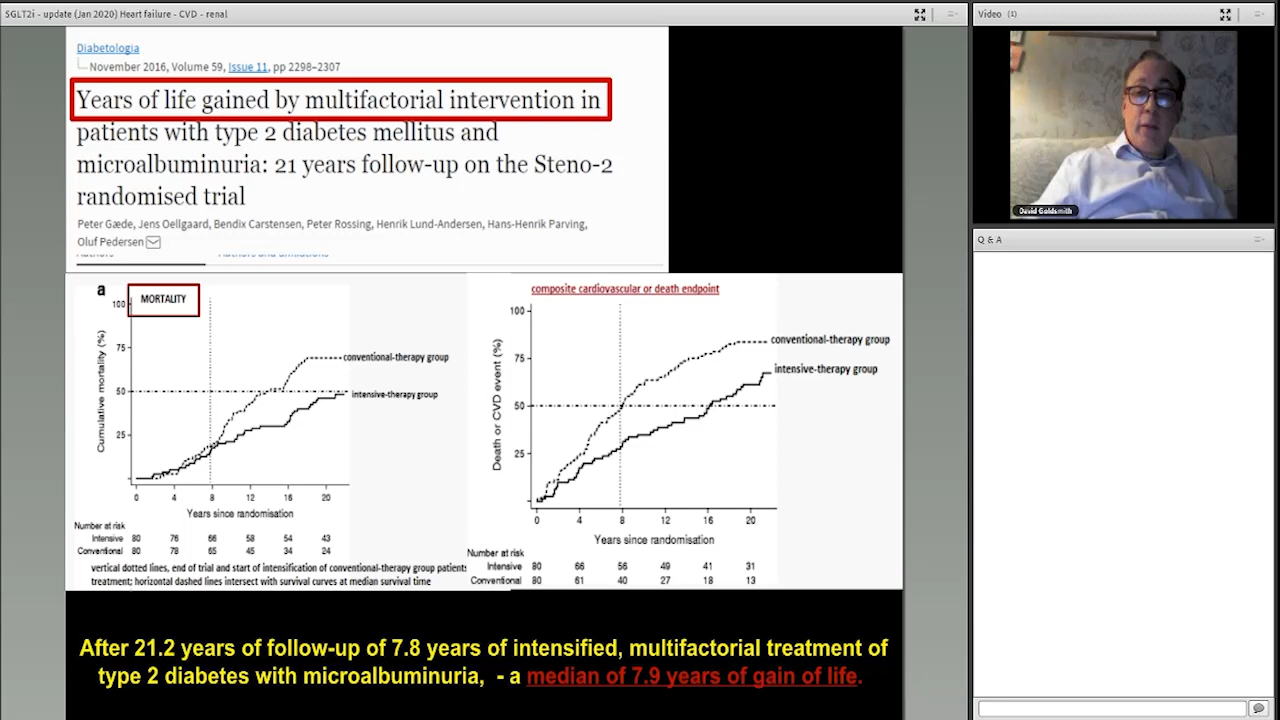 SGLT2i - update (Jan 2020) Heart failure - CVD - renal
Diabetologia
November 2016, Volume 59, Issue 11, pp 2298–2307
Years of life gained by multifactorial intervention in
patients with type 2 diabetes mellitus and
microalbuminuria: 21 years follow-up on the Steno-2
randomised trial
Peter Gæde, Jens Oellgaard, Bendix Carstensen, Peter Rossing, Henrik Lund-Andersen, Hans-Henrik Parving,
Oluf Pedersen
Authors
Authors and affiliations
a
MORTALITY
100
75
50
25
Cumulative mortality (%)
conventional-therapy group
intensive-therapy group
0 4 8 12 16 20
Years since randomisation
Number at risk
Intensive 80 76 66 58 54 43
Conventional 80 78 65 45 34 24
vertical dotted lines, end of trial and start of intensification of conventional-therapy group patients
treatment; horizontal dashed lines intersect with survival curves at median survival time
composite cardiovascular or death endpoint
100
75
50
25
Death or CVD event (%)
conventional-therapy group
intensive-therapy group
0 4 8 12 16 20
Years since randomisation
Number at risk
Intensive 80 66 56 49 41 31
Conventional 80 61 40 27 18 13
After 21.2 years of follow-up of 7.8 years of intensified, multifactorial treatment of
type 2 diabetes with microalbuminuria, - a median of 7.9 years of gain of life.
Video (1)
David Goldsmith
Q & A